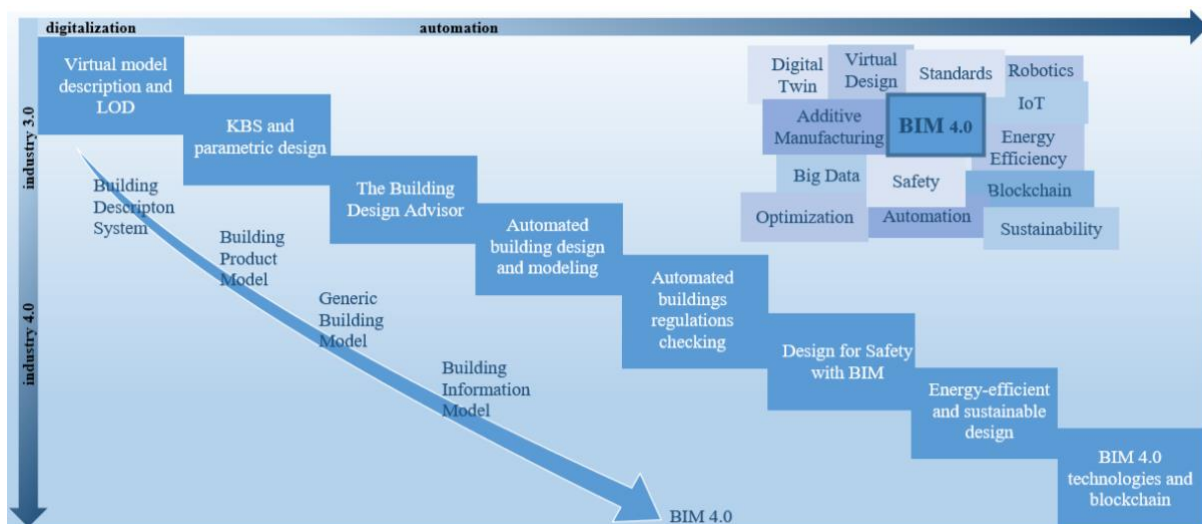 digitalization
automation
industry 3.0
industry 4.0
Virtual model
description and
LOD
KBS and
parametric design
The Building
Design Advisor
Automated
building design
and modeling
Automated
buildings
regulations
checking
Design for Safety
with BIM
Energy-efficient
and sustainable
design
BIM 4.0
technologies and
blockchain
Building
Descripton
System
Building
Product
Model
Generic
Building
Model
Building
Information
Model
BIM 4.0
Digital
Twin
Virtual
Design
Standards
Robotics
IoT
Additive
Manufacturing
BIM 4.0
Energy
Efficiency
Big Data
Safety
Blockchain
Optimization
Automation
Sustainability